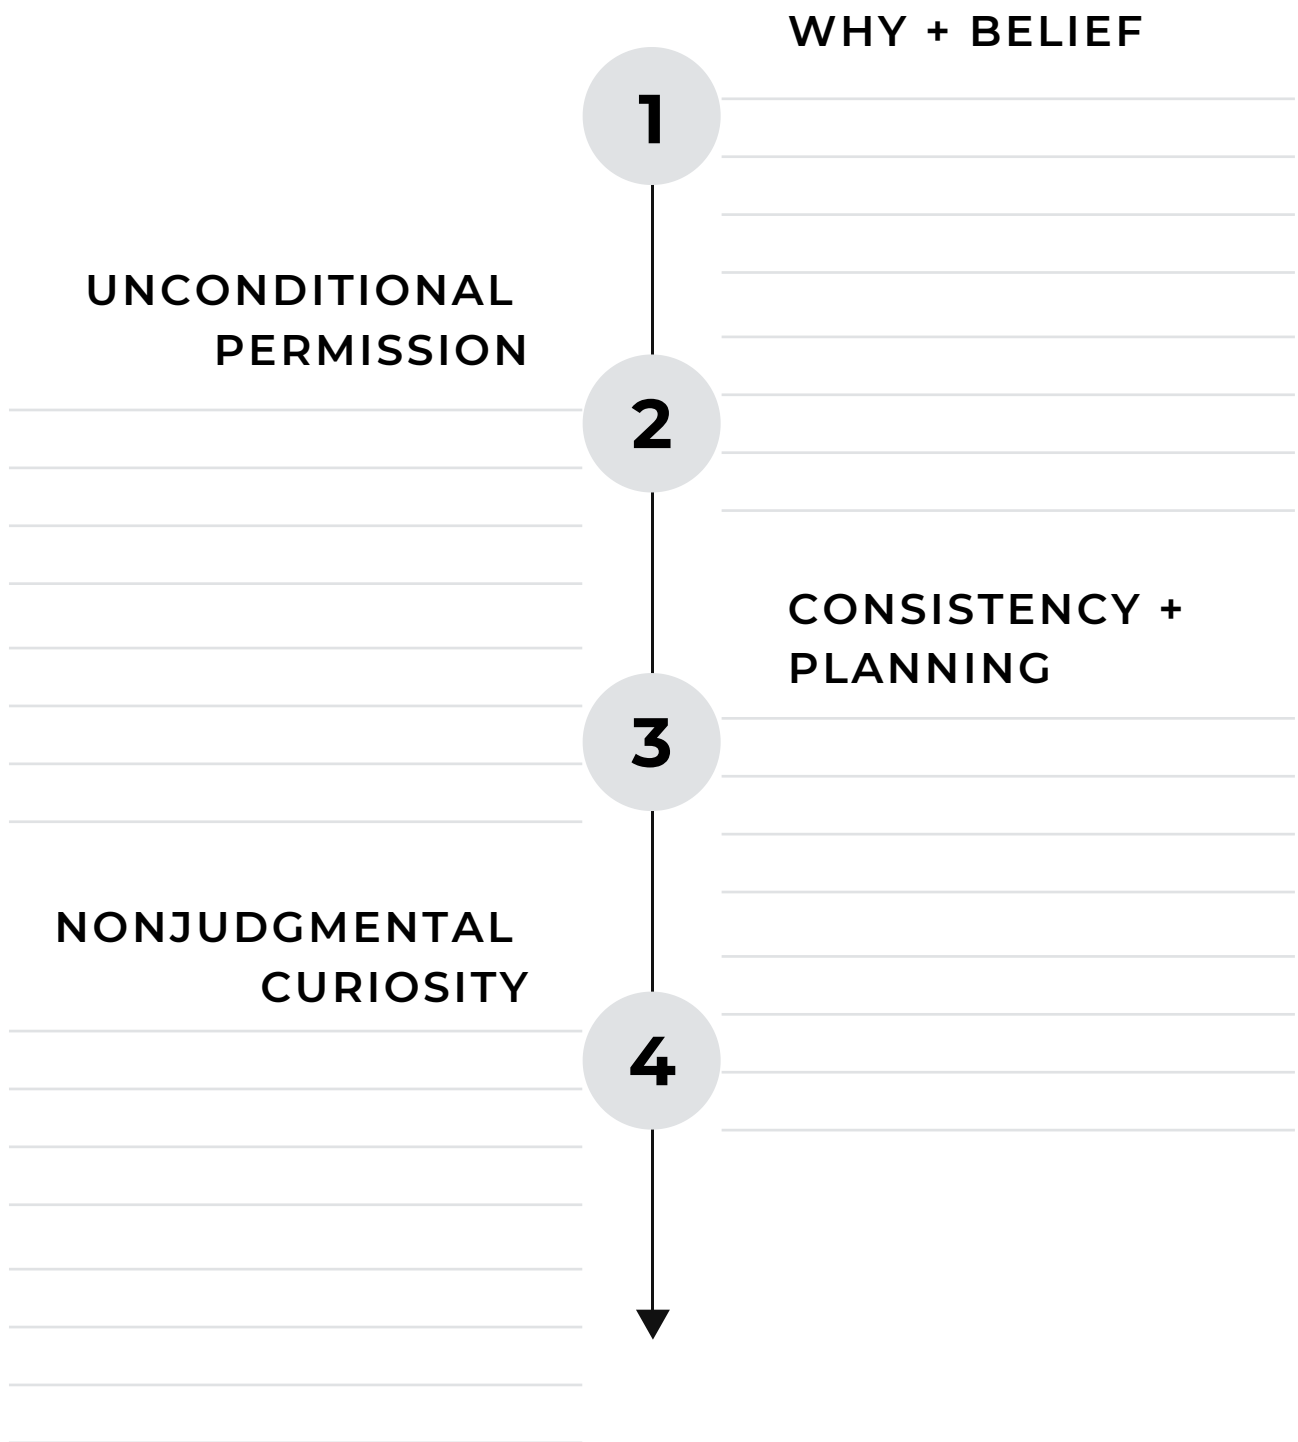 WHY + BELIEF
1
UNCONDITIONAL
PERMISSION
2
CONSISTENCY +
PLANNING
3
NONJUDGMENTAL
CURIOSITY
4